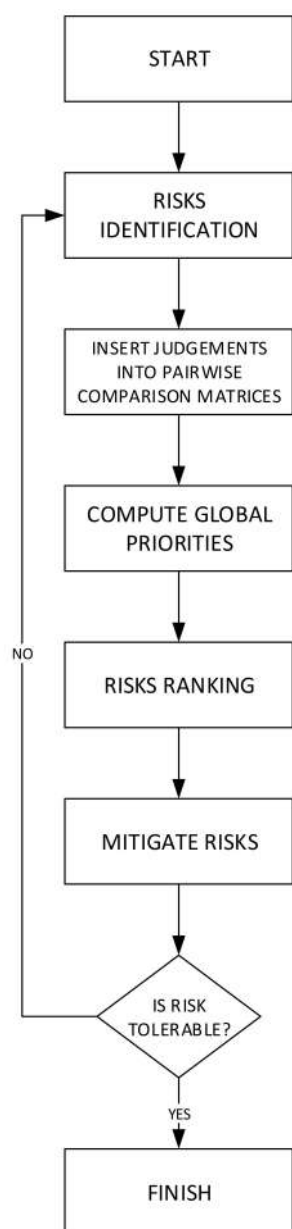 START
RISKS
IDENTIFICATION
INSERT JUDGEMENTS
INTO PAIRWISE
COMPARISON MATRICES
COMPUTE GLOBAL
PRIORITIES
NO
RISKS RANKING
MITIGATE RISKS
IS RISK
TOLERABLE?
YES
FINISH